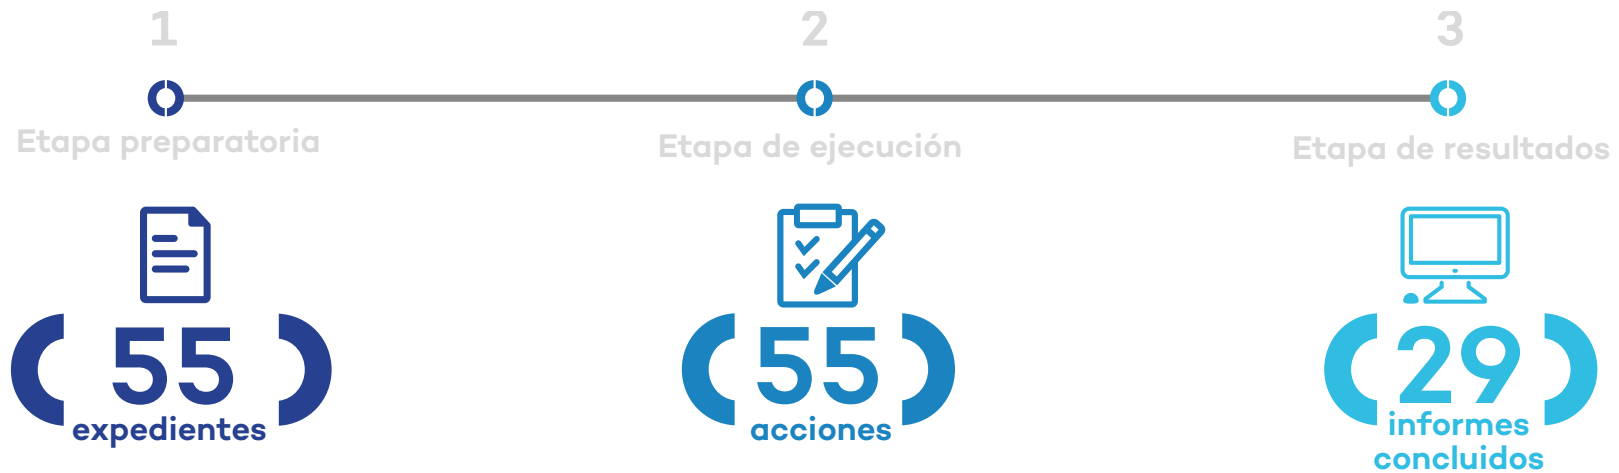 1
2
3
Etapa preparatoria
Etapa de ejecución
Etapa de resultados
55
expedientes
55
acciones
29
informes
concluidos